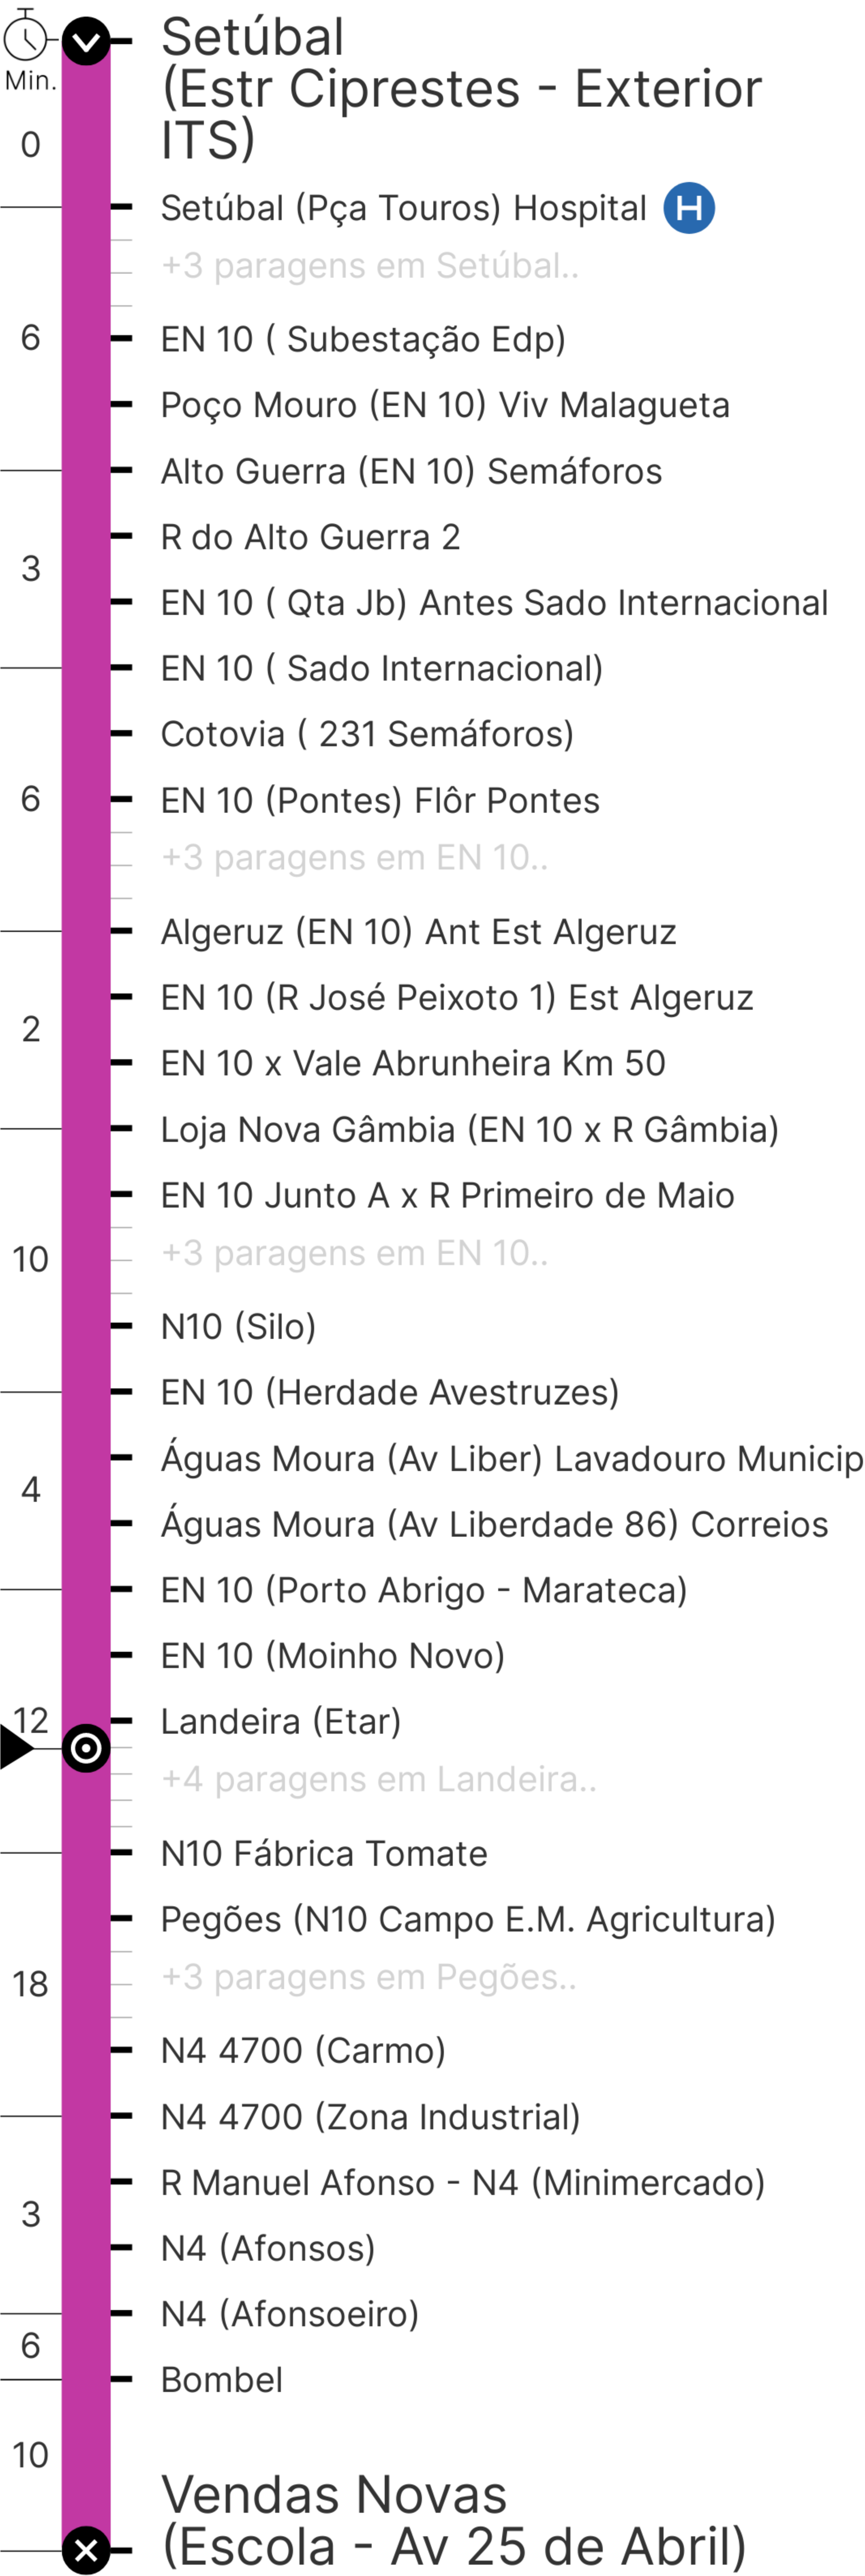 Setúbal
(Estr Ciprestes - Exterior
ITS)
Min.
0
Setúbal (Pça Touros) Hospital H
+3 paragens em Setúbal..
6
EN 10 ( Subestação Edp)
Poço Mouro (EN 10) Viv Malagueta
Alto Guerra (EN 10) Semáforos
R do Alto Guerra 2
3
EN 10 ( Qta Jb) Antes Sado Internacional
EN 10 ( Sado Internacional)
Cotovia ( 231 Semáforos)
6
EN 10 (Pontes) Flôr Pontes
+3 paragens em EN 10..
Algeruz (EN 10) Ant Est Algeruz
EN 10 (R José Peixoto 1) Est Algeruz
2
EN 10 x Vale Abrunheira Km 50
Loja Nova Gâmbia (EN 10 x R Gâmbia)
EN 10 Junto A x R Primeiro de Maio
10
+3 paragens em EN 10..
N10 (Silo)
EN 10 (Herdade Avestruzes)
Águas Moura (Av Liber) Lavadouro Municip
4
Águas Moura (Av Liberdade 86) Correios
EN 10 (Porto Abrigo - Marateca)
EN 10 (Moinho Novo)
12
Landeira (Etar)
+4 paragens em Landeira..
N10 Fábrica Tomate
Pegões (N10 Campo E.M. Agricultura)
+3 paragens em Pegões..
18
N4 4700 (Carmo)
N4 4700 (Zona Industrial)
R Manuel Afonso - N4 (Minimercado)
3
N4 (Afonsos)
N4 (Afonsoeiro)
6
Bombel
10
Vendas Novas
(Escola - Av 25 de Abril)